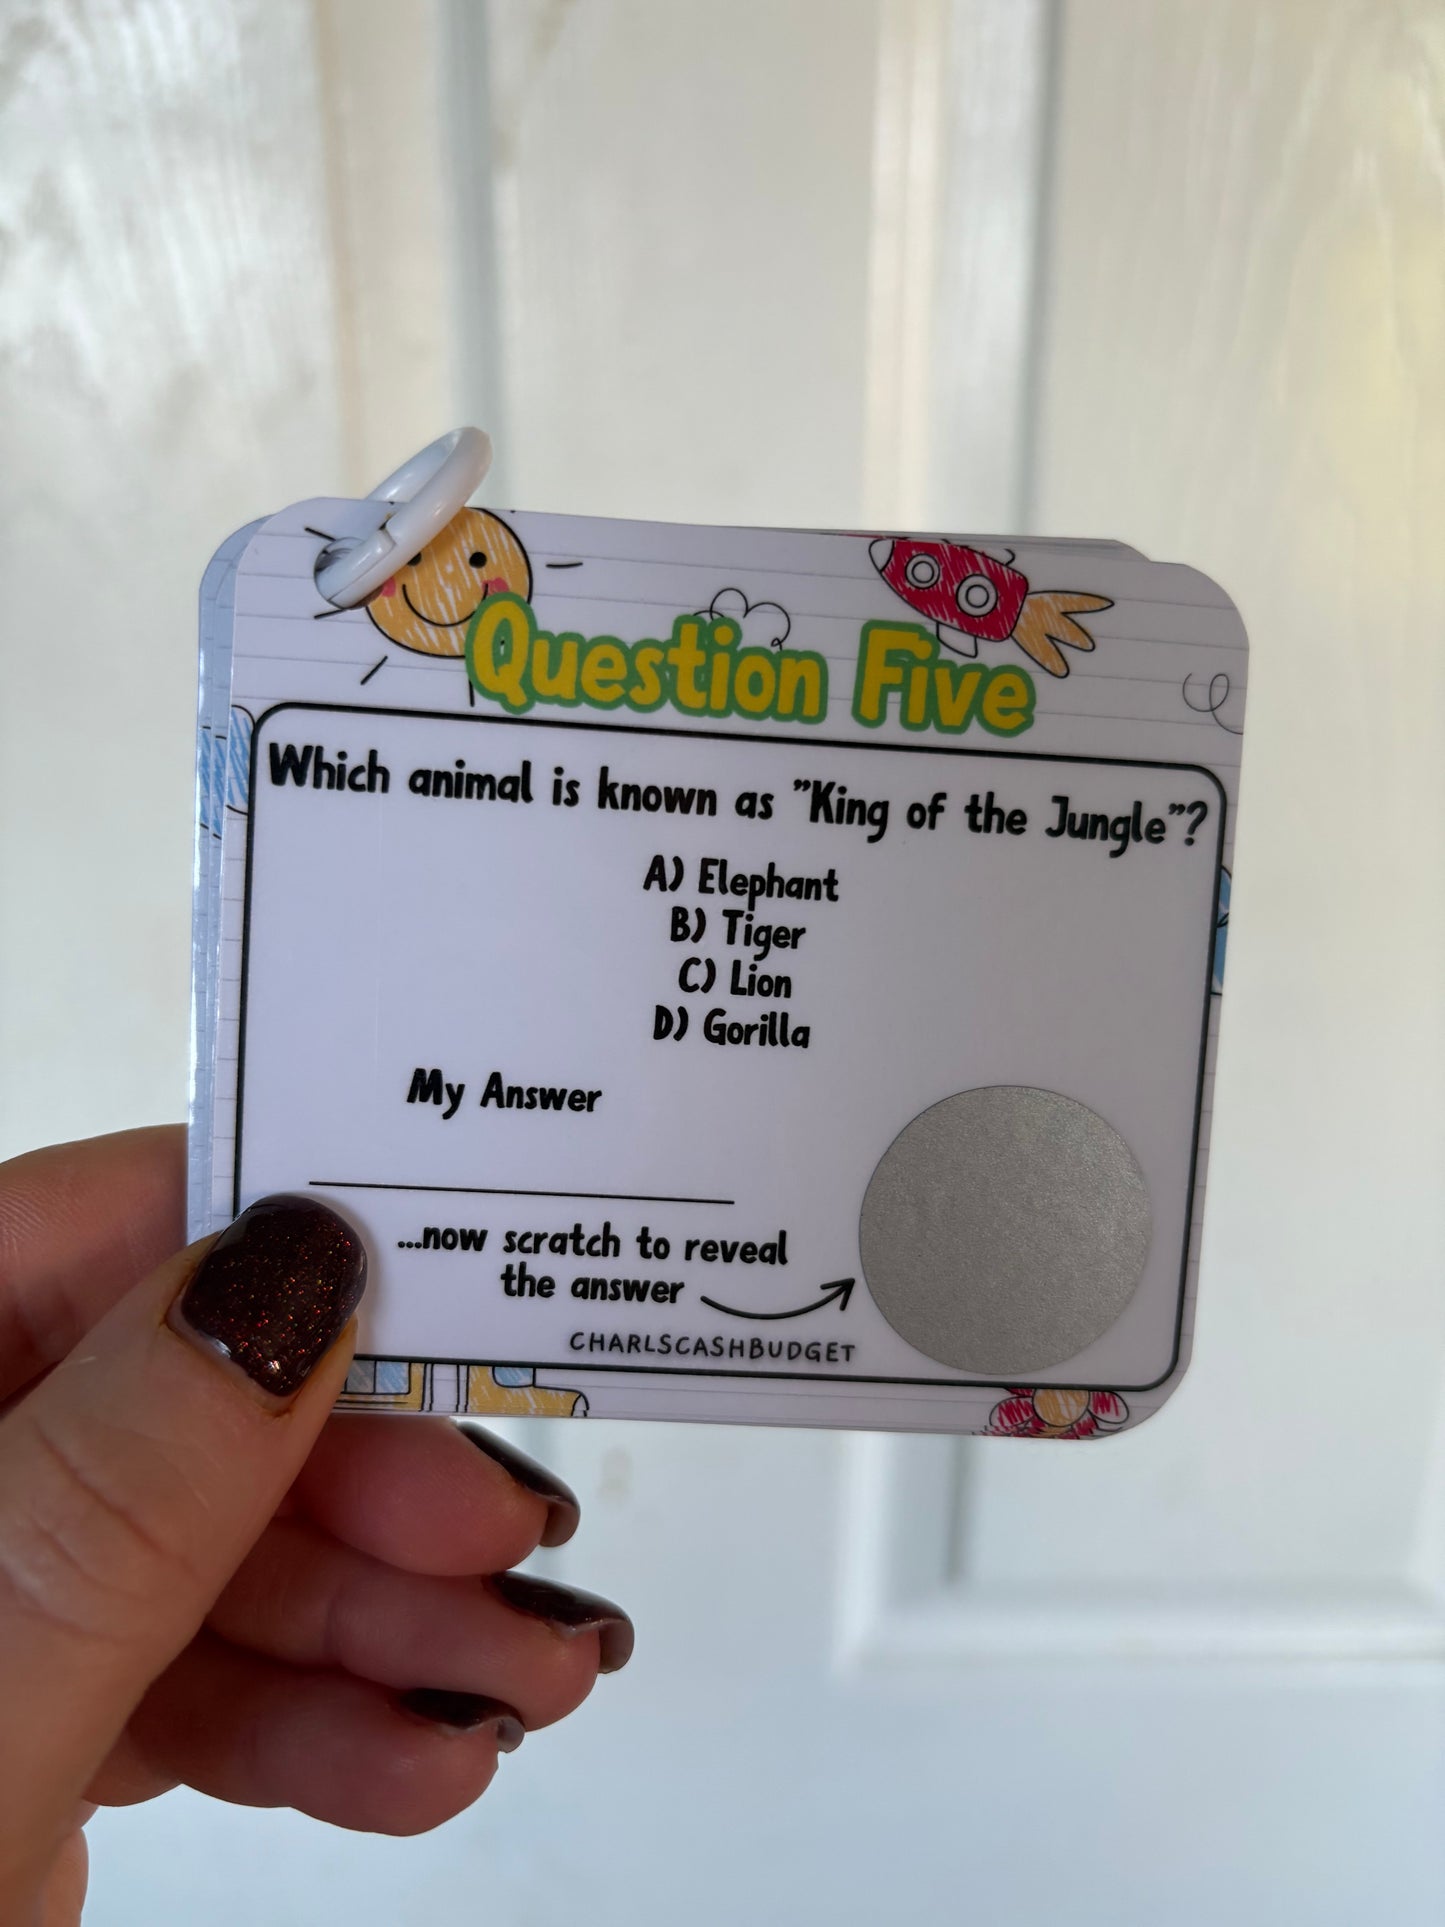 Question Five
Which animal is known as "King of the Jungle"?
A) Elephant
B) Tiger
C) Lion
D) Gorilla
My Answer
...now scratch to reveal
the answer
CHARLSCASHBUDGET